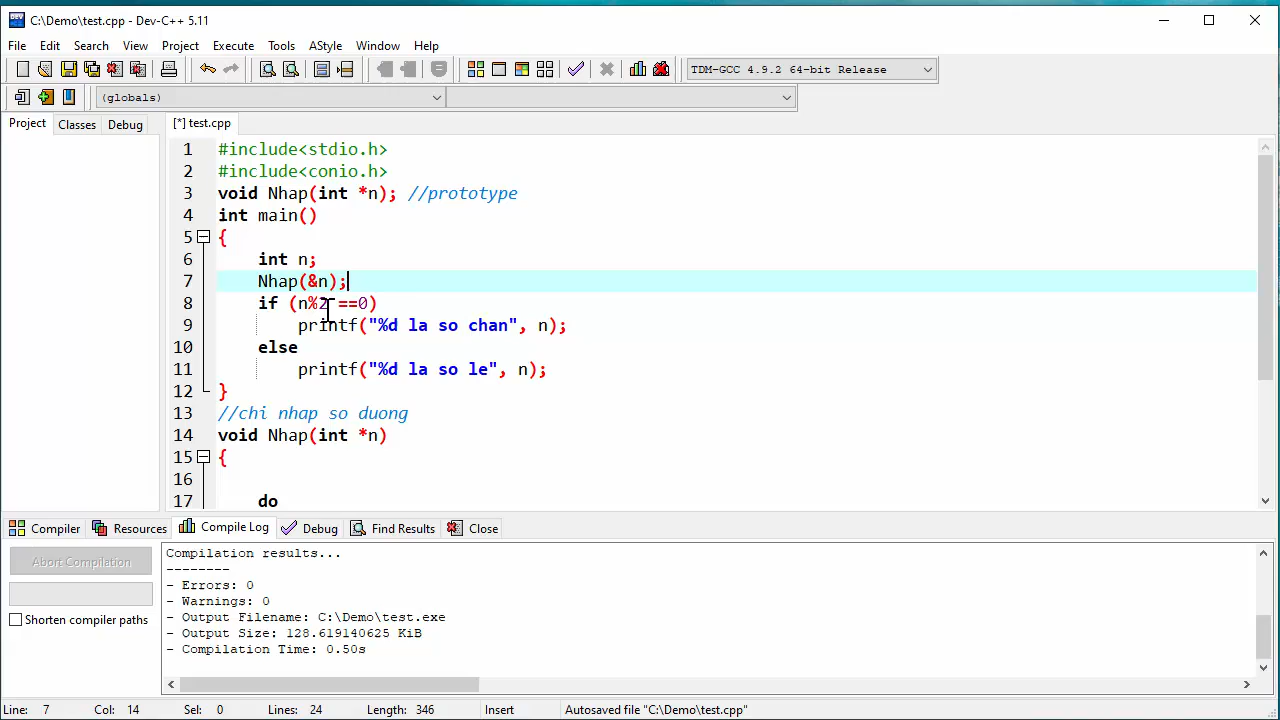 C:\Demo\test.cpp - Dev-C++ 5.11
File Edit Search View Project Execute Tools AStyle Window Help
TDM-GCC 4.9.2 64-bit Release
(globals)
Project Classes Debug [*] test.cpp
1 #include<stdio.h>
2 #include<conio.h>
3 void Nhap(int *n); //prototype
4 int main()
5 {
6 int n;
7 Nhap(&n);
8 if (n%2 ==0)
9 printf("%d la so chan", n);
10 else
11 printf("%d la so le", n);
12 }
13 //chi nhap so duong
14 void Nhap(int *n)
15 {
16
17 do
Compiler Resources Compile Log Debug Find Results Close
Abort Compilation
Shorten compiler paths
Compilation results...
--------
- Errors: 0
- Warnings: 0
- Output Filename: C:\Demo\test.exe
- Output Size: 128.619140625 KiB
- Compilation Time: 0.50s
Line: 7 Col: 14 Sel: 0 Lines: 24 Length: 346 Insert Autosaved file "C:\Demo\test.cpp"